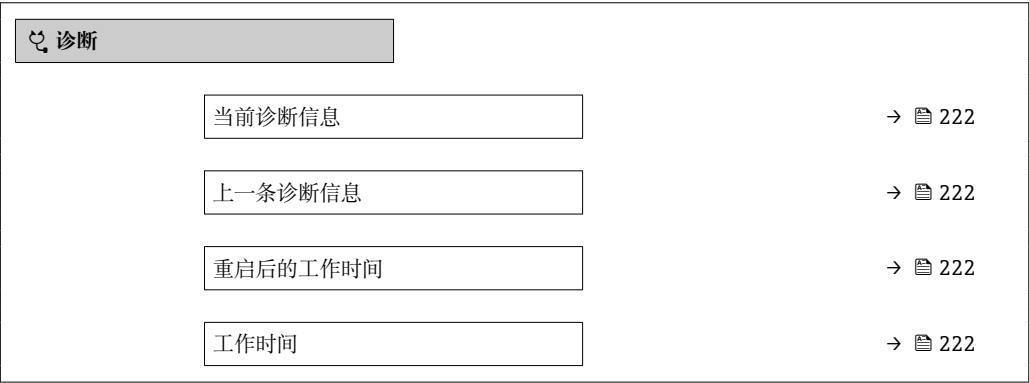 诊断
当前诊断信息 → 222
上一条诊断信息 → 222
重启后的工作时间 → 222
工作时间 → 222